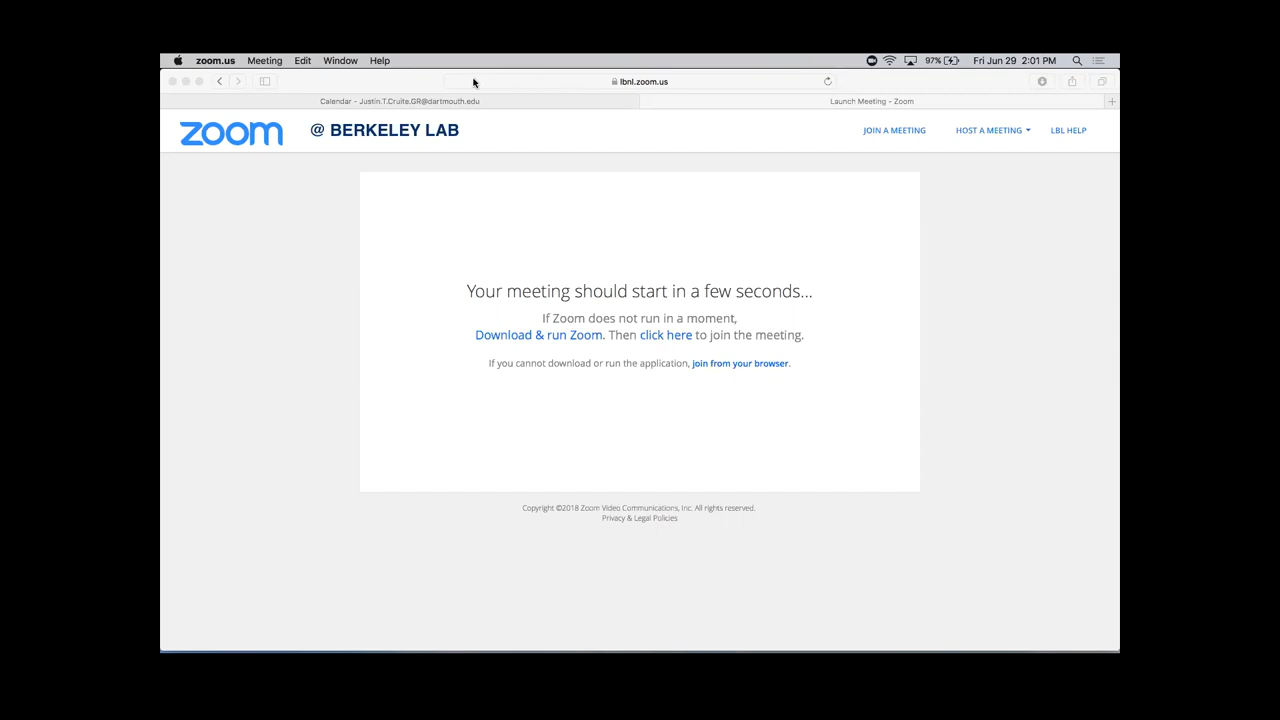 zoom.us Meeting Edit Window Help 97% Fri Jun 29 2:01 PM
lbnl.zoom.us
Calendar - Justin.T.Cruite.GR@dartmouth.edu Launch Meeting - Zoom
zoom @ BERKELEY LAB JOIN A MEETING HOST A MEETING LBL HELP
Your meeting should start in a few seconds...
If Zoom does not run in a moment,
Download & run Zoom. Then click here to join the meeting.
If you cannot download or run the application, join from your browser.
Copyright ©2018 Zoom Video Communications, Inc. All rights reserved.
Privacy & Legal Policies